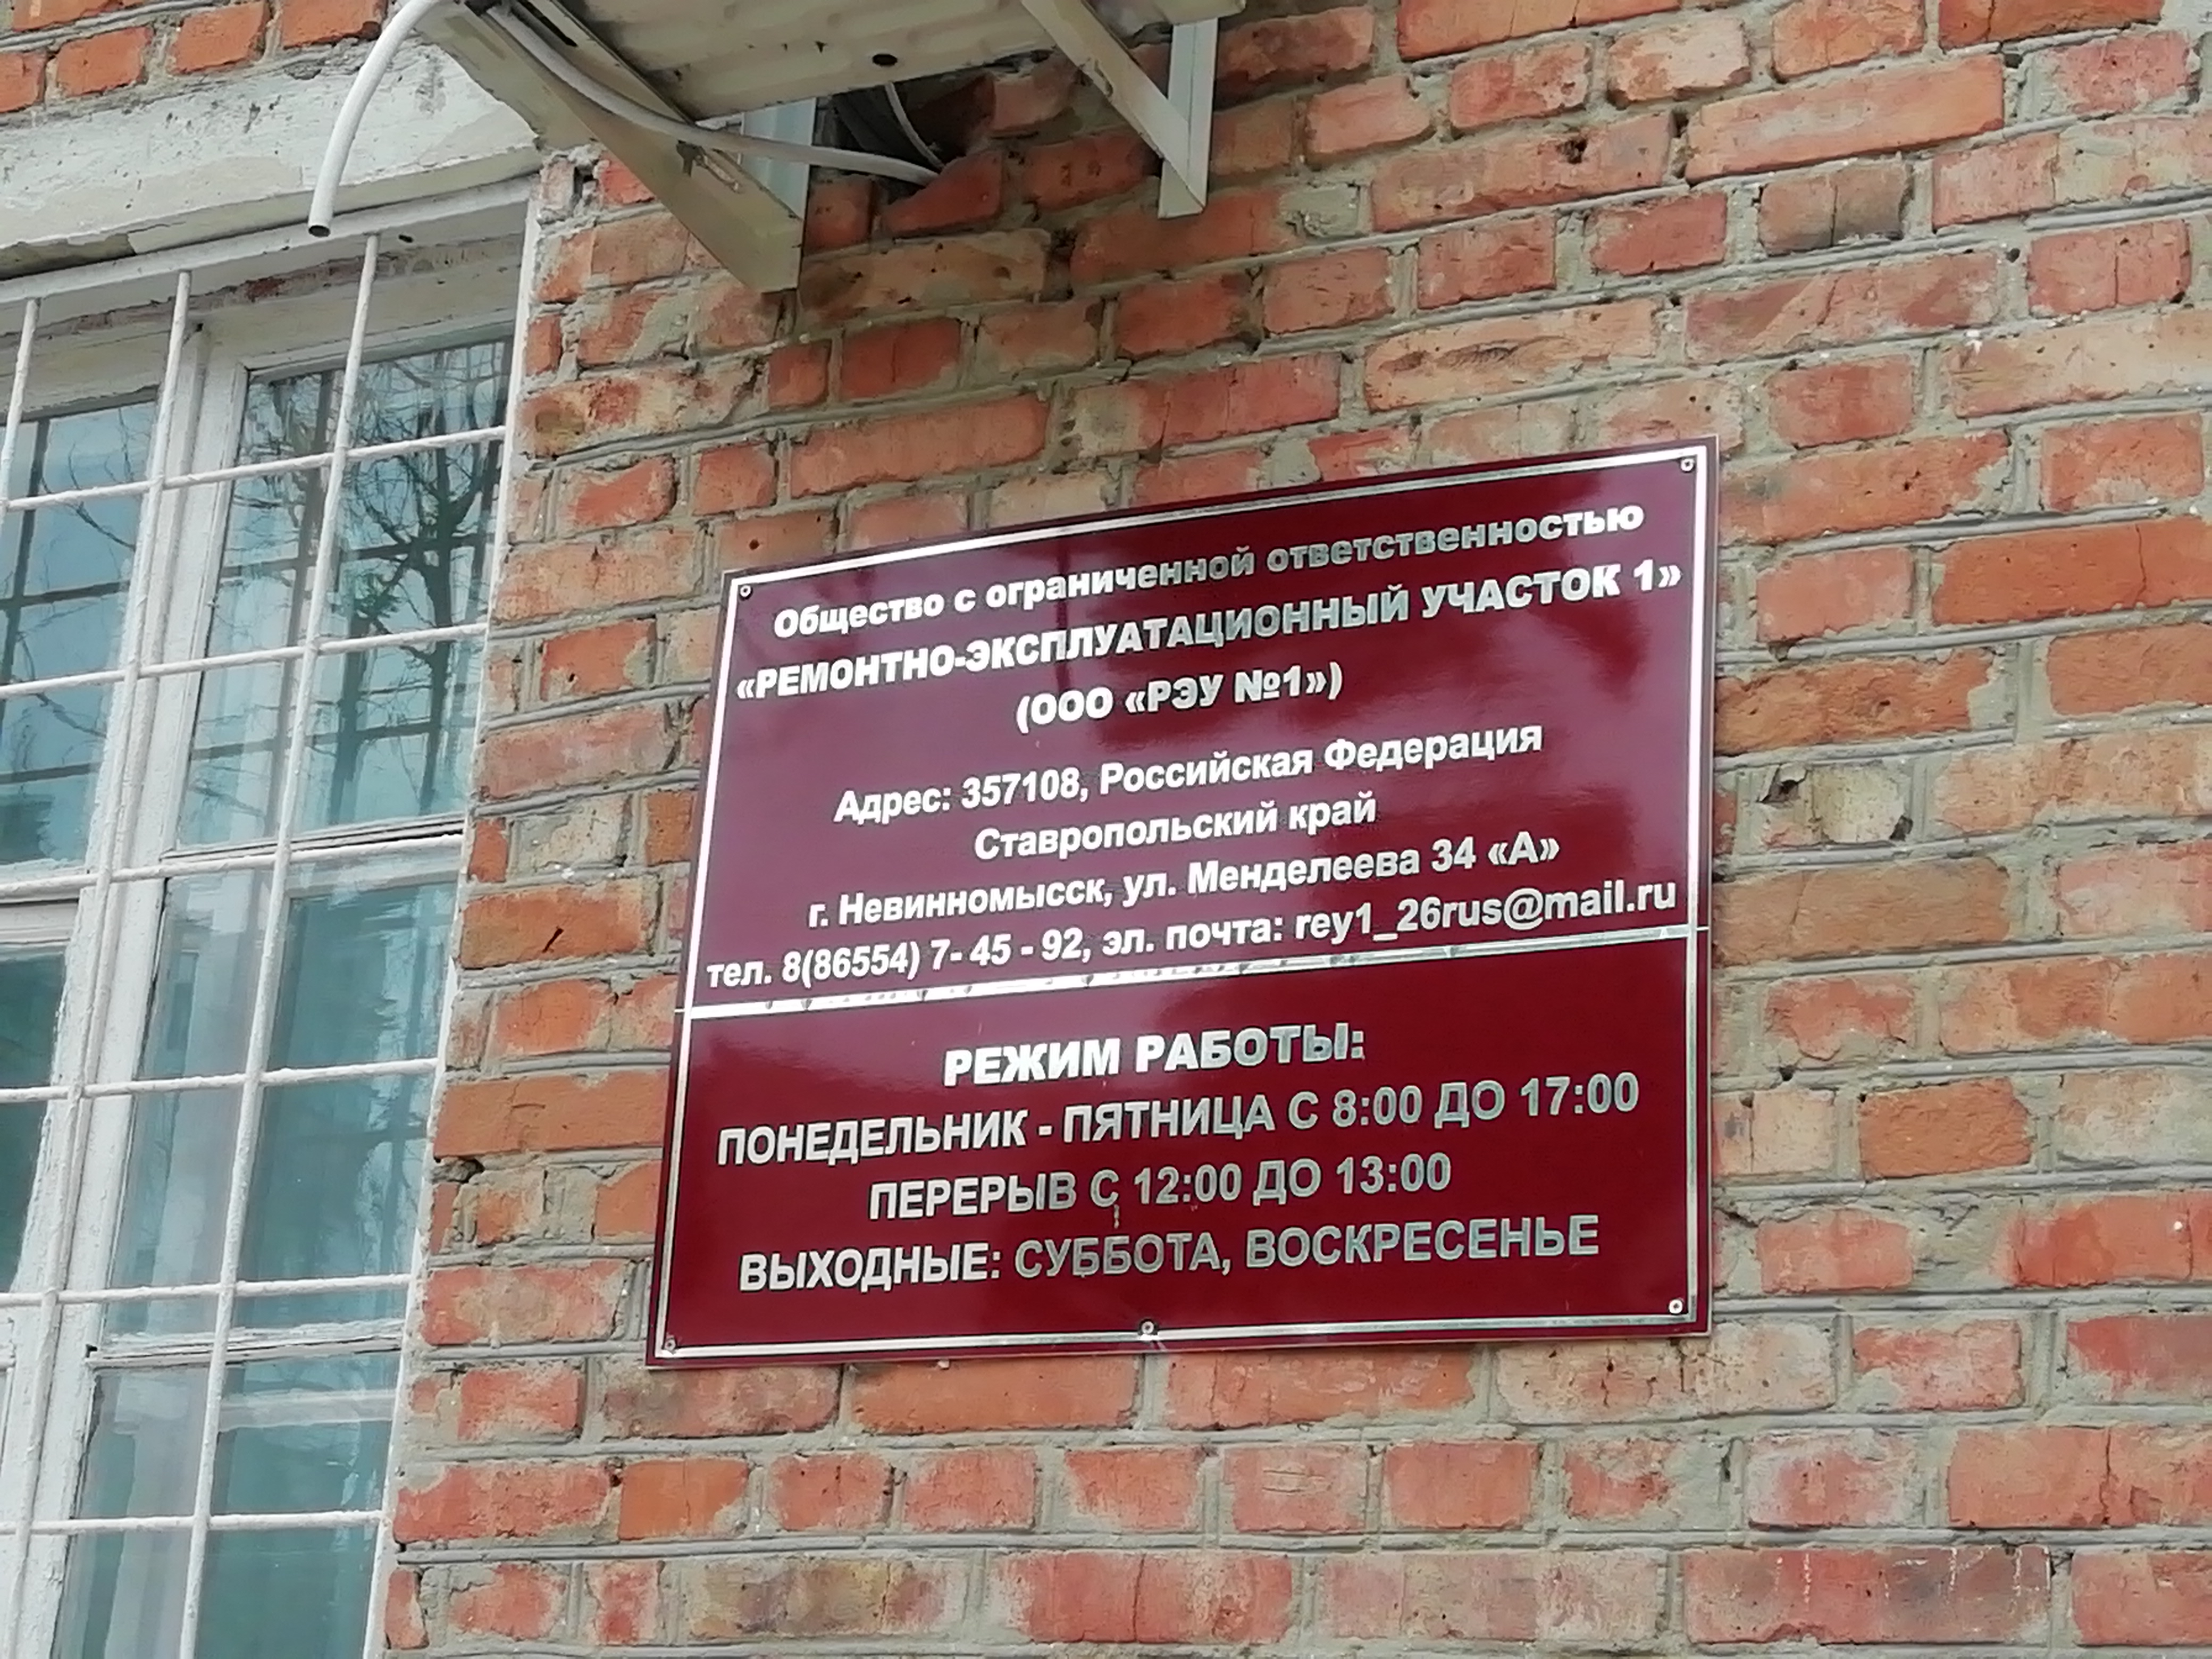 Общество с ограниченной ответственностью
«РЕМОНТНО-ЭКСПЛУАТАЦИОННЫЙ УЧАСТОК 1»
(ООО «РЭУ №1»)
Адрес: 357108, Российская Федерация
Ставропольский край
г. Невинномысск, ул. Менделеева 34 «А»
тел. 8(86554) 7- 45 - 92, эл. почта: rey1_26rus@mail.ru
РЕЖИМ РАБОТЫ:
ПОНЕДЕЛЬНИК - ПЯТНИЦА С 8:00 ДО 17:00
ПЕРЕРЫВ С 12:00 ДО 13:00
ВЫХОДНЫЕ: СУББОТА, ВОСКРЕСЕНЬЕ